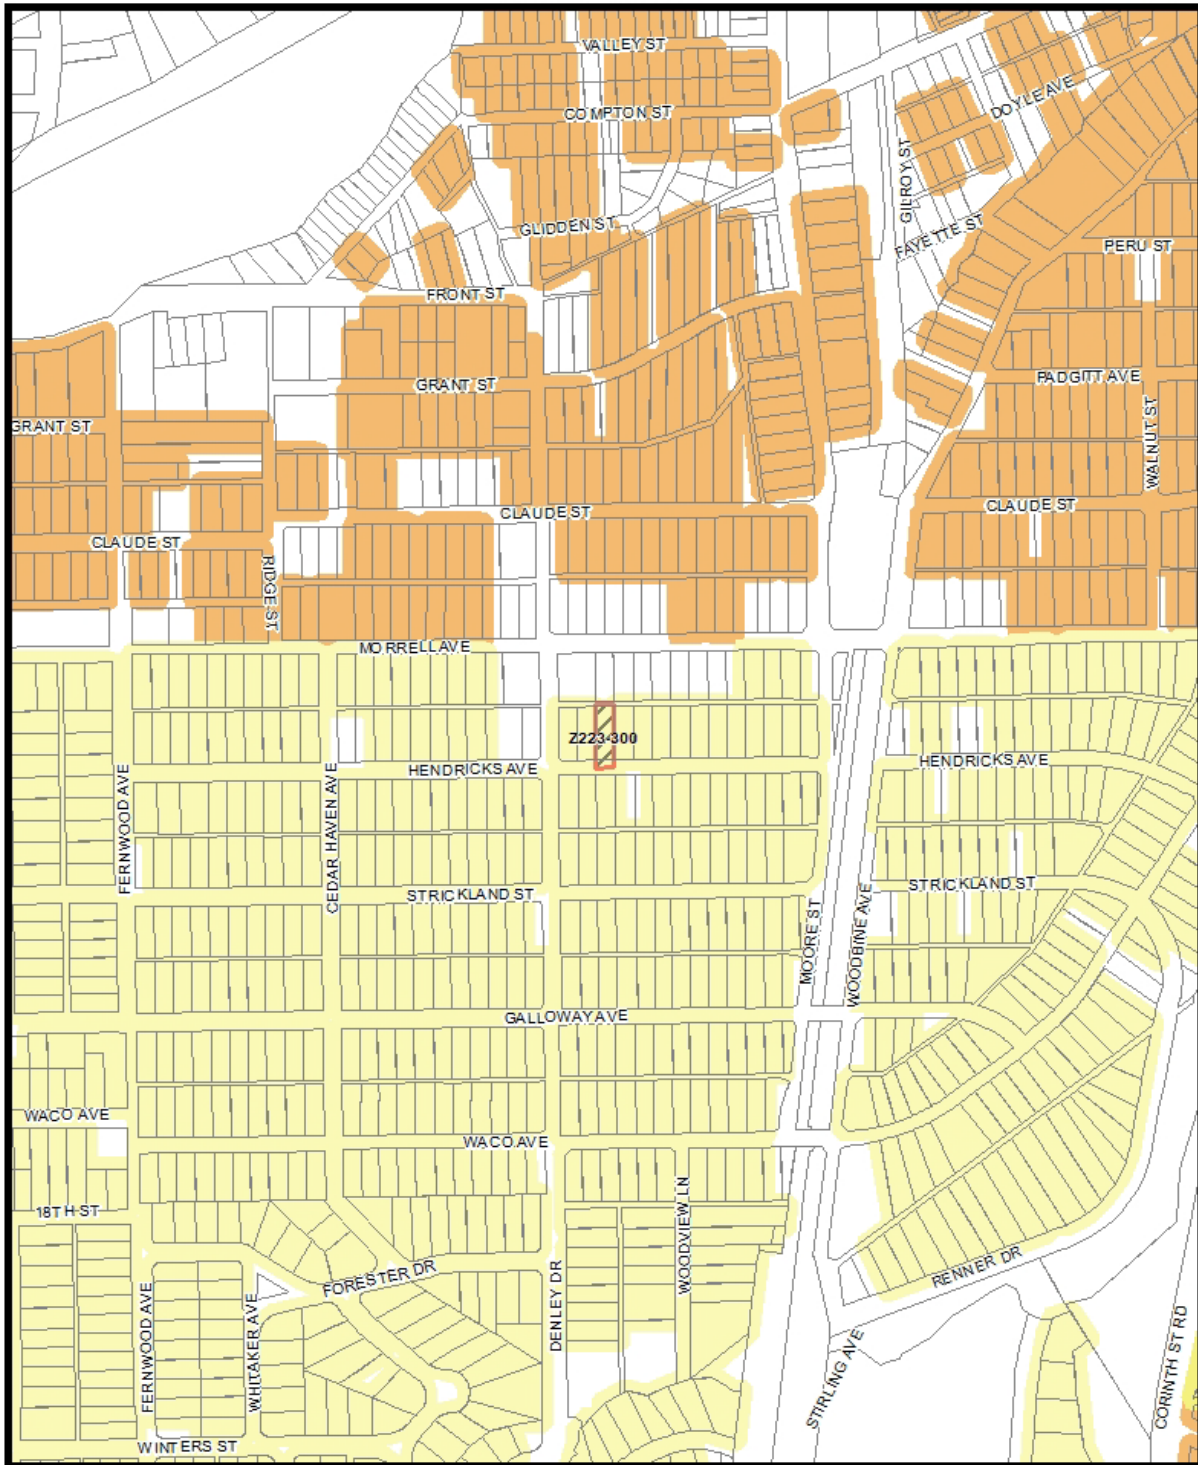 VALLEY ST
COMPTON ST
DOYLE AVE
GILROY ST
GLIDDEN ST
FAYETTE ST
PERU ST
FRONT ST
GRANT ST
PADGITT AVE
GRANT ST
WALNUT ST
CLAUDE ST
CLAUDE ST
CLAUDE ST
RIDGE ST
MORRELL AVE
Z223-300
HENDRICKS AVE
HENDRICKS AVE
FERNWOOD AVE
CEDAR HAVEN AVE
STRICKLAND ST
STRICKLAND ST
MOORE ST
WOODBINE AVE
GALLOWAY AVE
WACO AVE
WACO AVE
18TH ST
WOODVIEW LN
FORESTER DR
RENNER DR
DENLEY DR
FERNWOOD AVE
WHITAKER AVE
STIRLING AVE
CORINTH ST RD
WINTERS ST